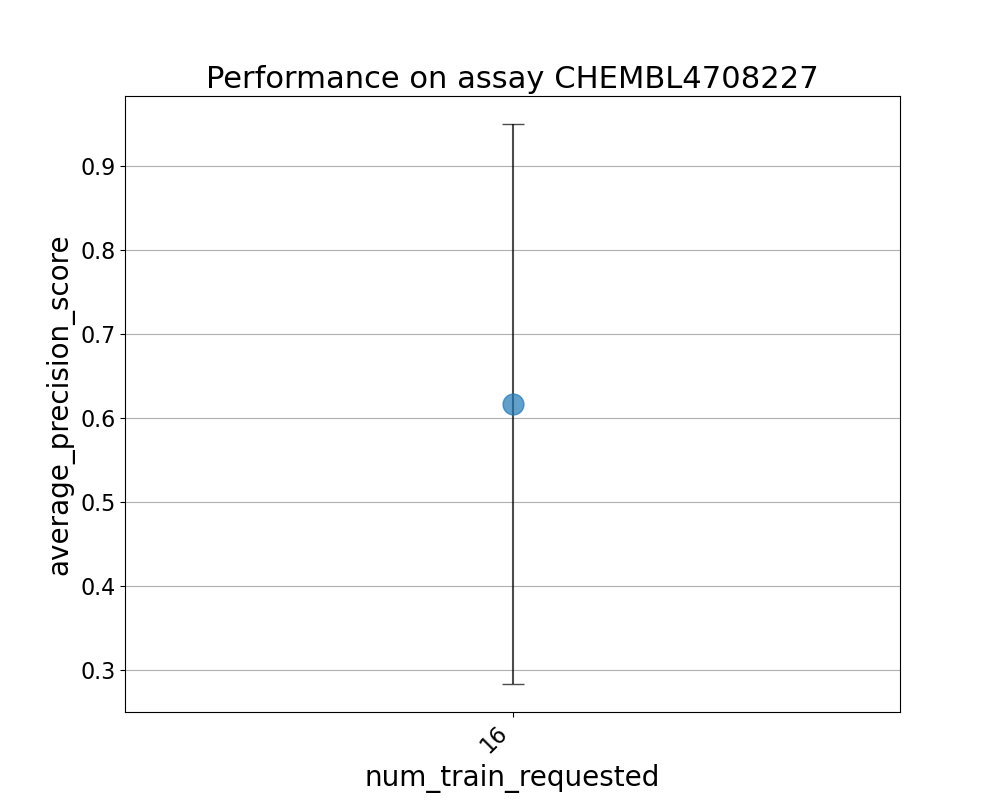 Performance on assay CHEMBL4708227
average_precision_score
0.9
0.8
0.7
0.6
0.5
0.4
0.3
16
num_train_requested